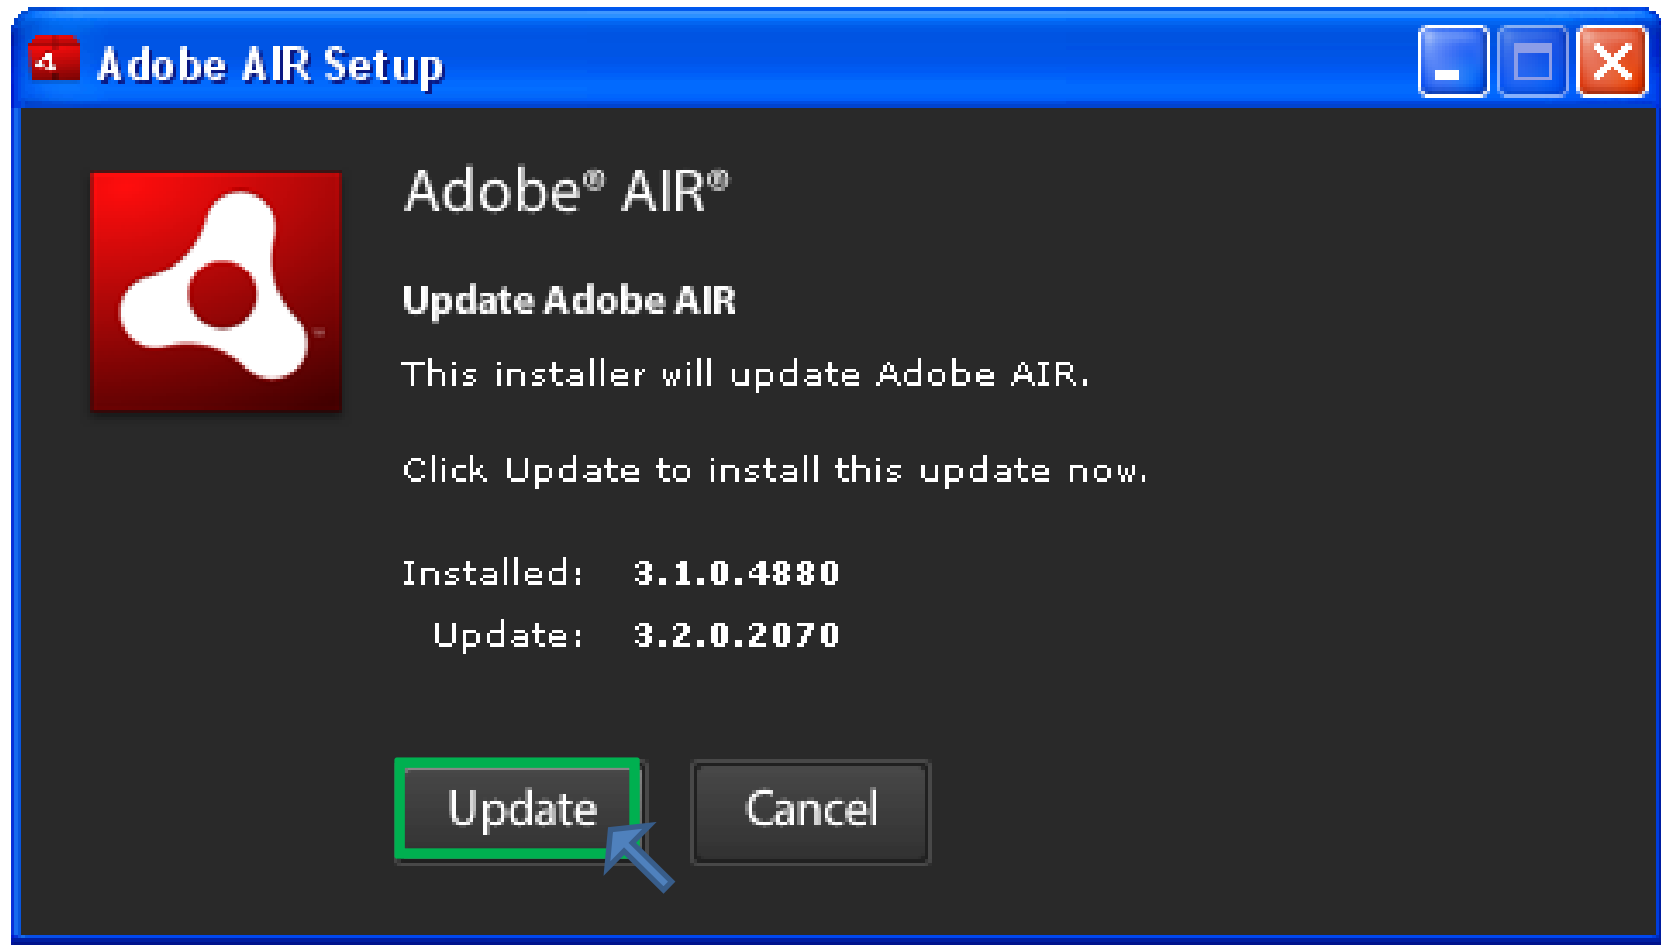 Adobe AIR Setup
Adobe® AIR®
Update Adobe AIR
This installer will update Adobe AIR.
Click Update to install this update now.
Installed: 3.1.0.4880
Update: 3.2.0.2070
Update Cancel